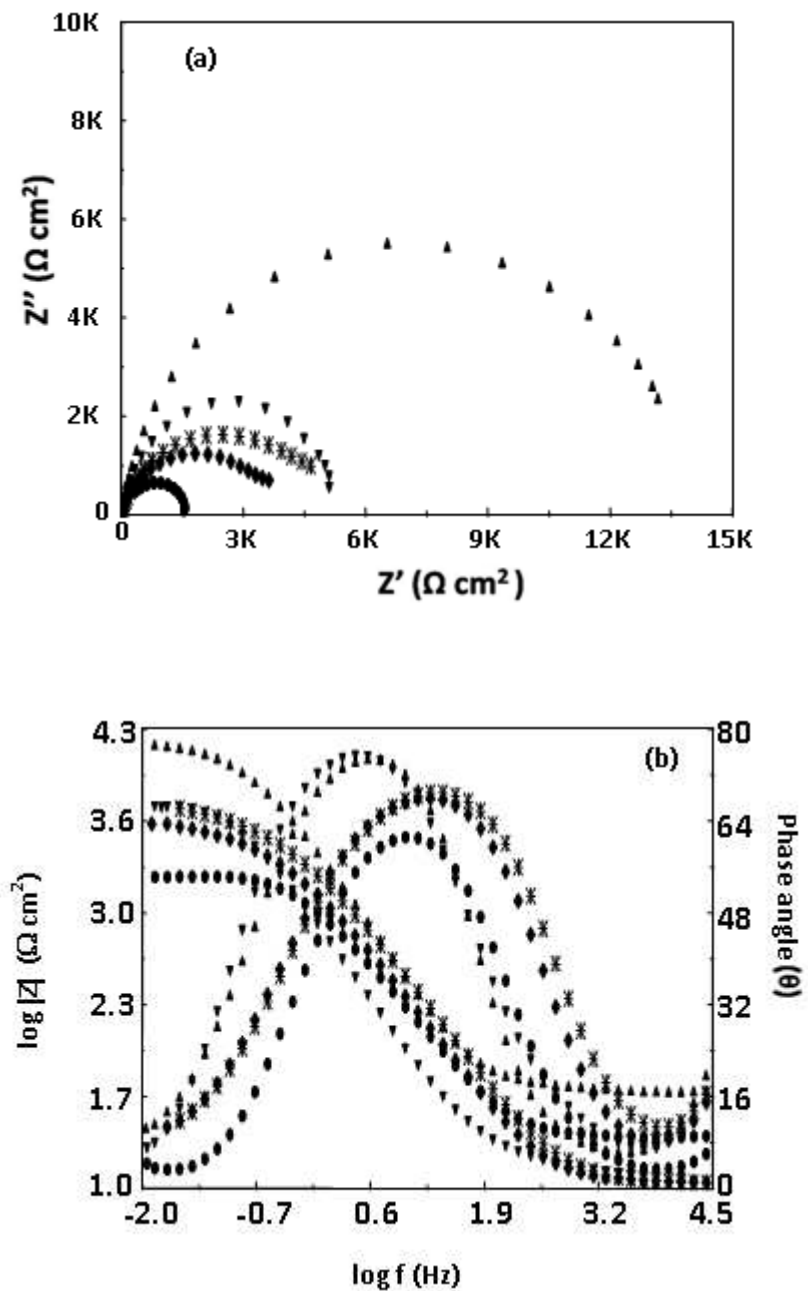 10K
(a)
8K
6K
4K
2K
0
Z'' (Ω cm²)
0 3K 6K 9K 12K 15K
Z' (Ω cm²)
4.3 80
(b)
3.6 64
3.0 48
2.3 32
1.7 16
1.0 0
log |Z| (Ω cm²)
Phase angle (θ)
-2.0 -0.7 0.6 1.9 3.2 4.5
log f (Hz)